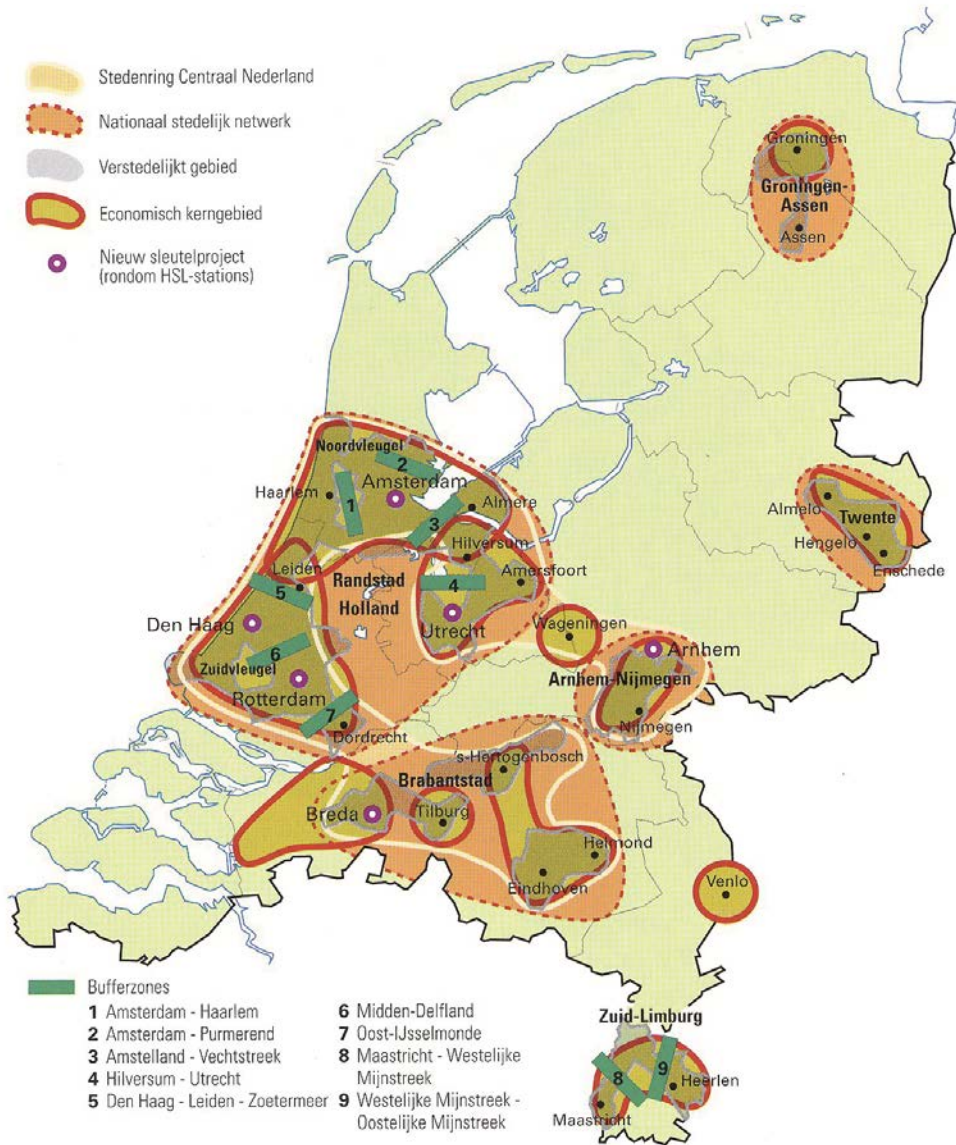 Stedenring Centraal Nederland
Nationaal stedelijk netwerk
Verstedelijkt gebied
Economisch kerngebied
Nieuw sleutelproject
(rondom HSL-stations)
Groningen
Groningen-
Assen
Assen
Noordvleugel
2
Haarlem
1
Amsterdam
Almere
3
Hilversum
Almelo
Twente
Hengelo
Enschede
Leiden
5
Randstad
Holland
4
Amersfoort
Den Haag
Utrecht
Wageningen
6
Zuidvleugel
Rotterdam
7
Dordrecht
Arnhem
Arnhem-Nijmegen
Nijmegen
's-Hertogenbosch
Brabantstad
Breda
Tilburg
Helmond
Eindhoven
Venlo
Bufferzones
1 Amsterdam - Haarlem
2 Amsterdam - Purmerend
3 Amstelland - Vechtstreek
4 Hilversum - Utrecht
5 Den Haag - Leiden - Zoetermeer
6 Midden-Delfland
7 Oost-IJsselmonde
8 Maastricht - Westelijke
Mijnstreek
9 Westelijke Mijnstreek -
Oostelijke Mijnstreek
Zuid-Limburg
8
9
Heerlen
Maastricht